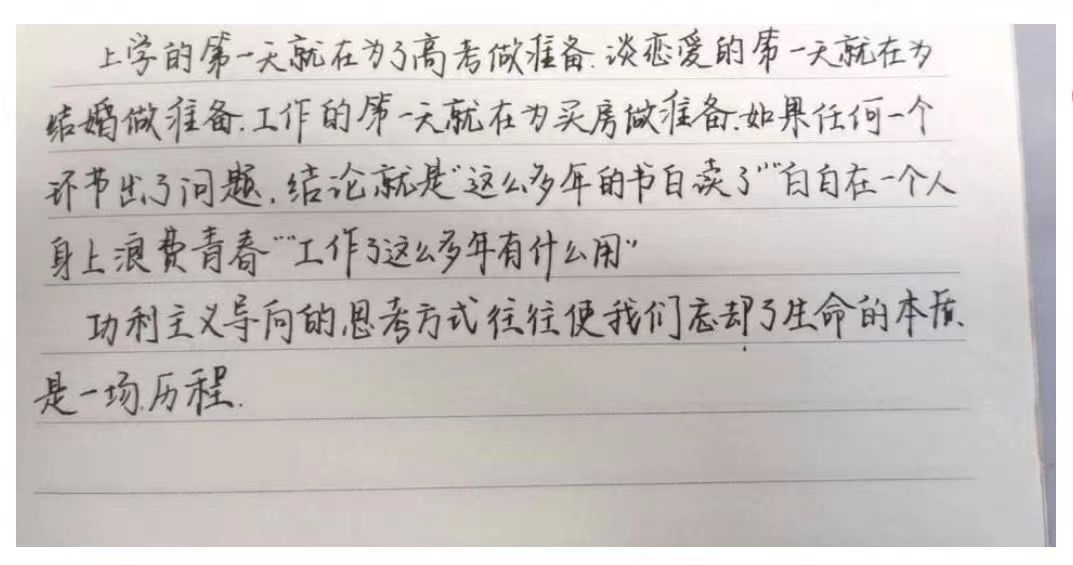 上学的第一天就在为了高考做准备.谈恋爱的第一天就在为
结婚做准备.工作的第一天就在为买房做准备.如果任何一个
环节出了问题,结论就是“这么多年的书白读了”“白白在一个人
身上浪费青春”“工作了这么多年有什么用”
功利主义导向的思考方式往往使我们忘却了生命的本质、
是一场历程.